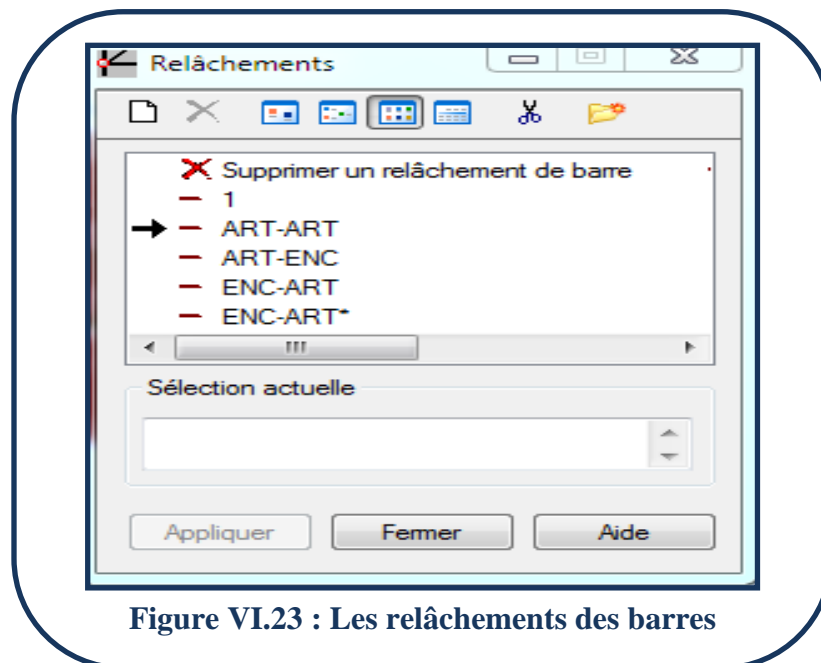 Relâchements
Supprimer un relâchement de barre
1
ART-ART
ART-ENC
ENC-ART
ENC-ART*
Sélection actuelle
Appliquer Fermer Aide
Figure VI.23 : Les relâchements des barres